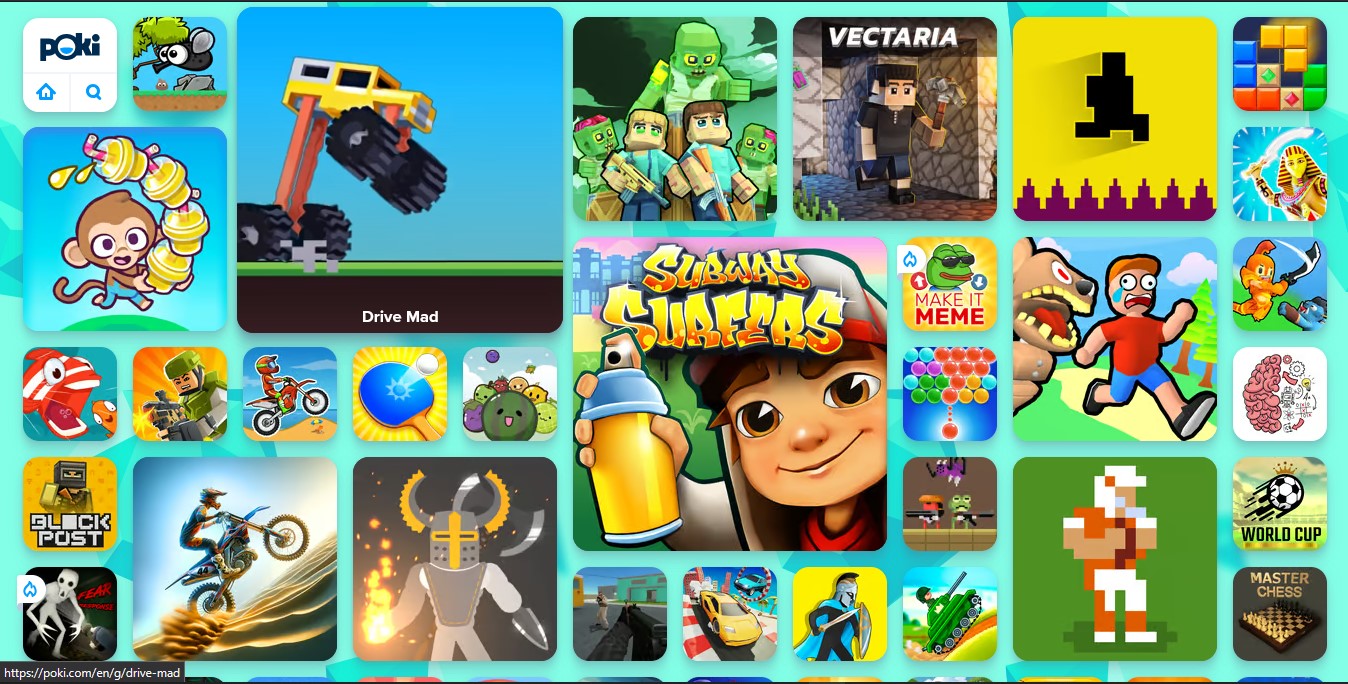 poki
Drive Mad
VECTARIA
SUBWAY
SURFERS
MAKE IT
MEME
BLOCK
POST
WORLD CUP
FEAR
MASTER
CHESS
https://poki.com/en/g/drive-mad